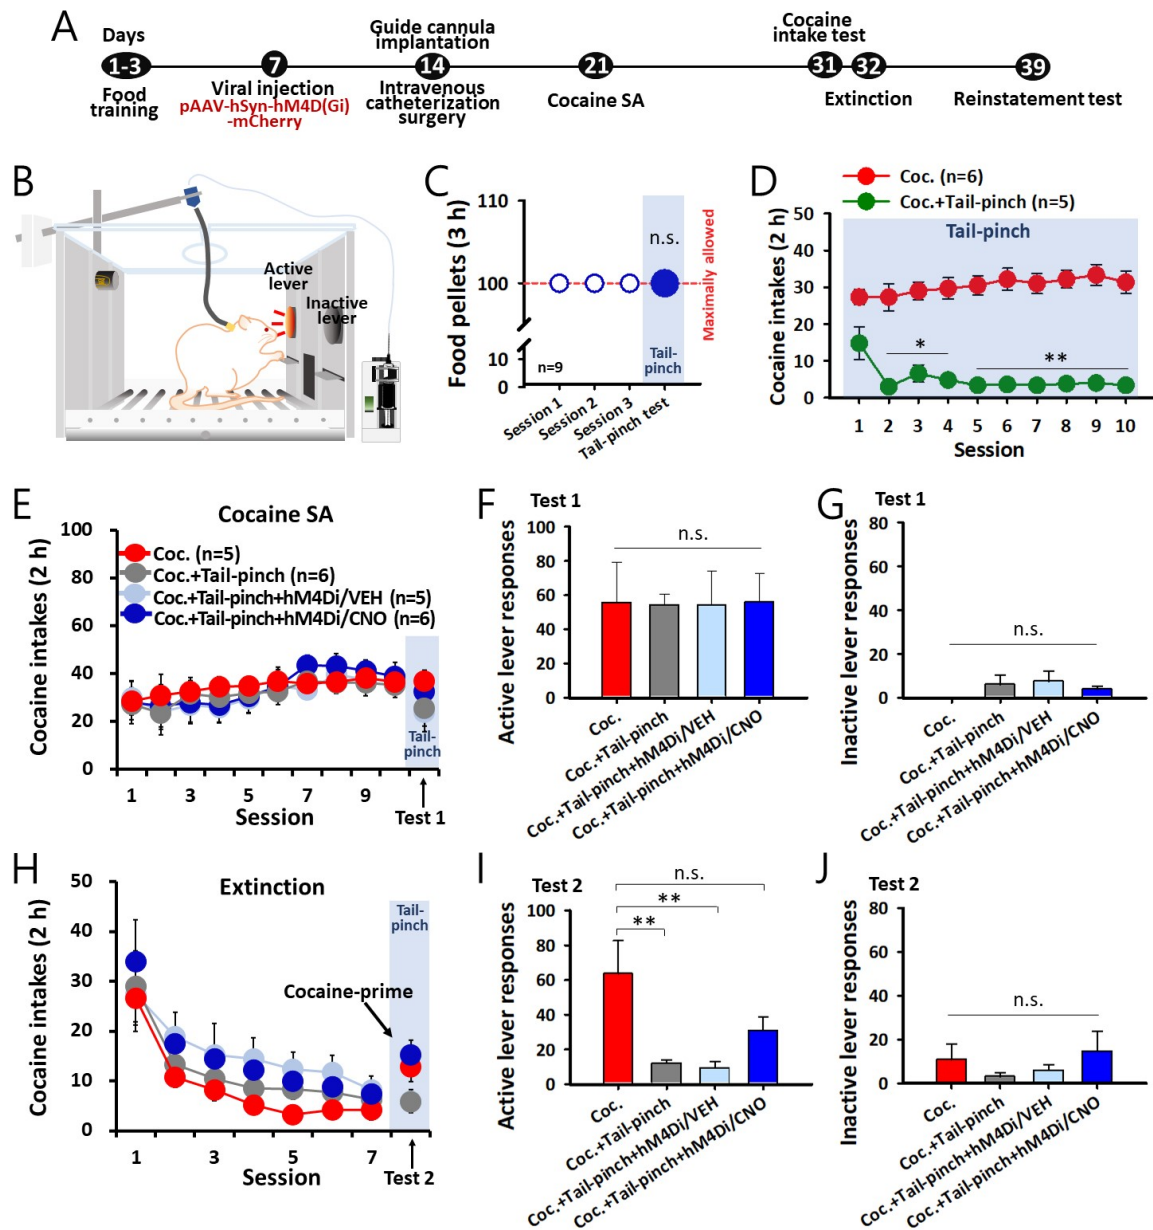 A
Days
1-3
Food
training
7
Viral injection
pAAV-hSyn-hM4D(Gi)
-mCherry
Guide cannula
implantation
14
Intravenous
catheterization
surgery
21
Cocaine SA
Cocaine
intake test
31
32
Extinction
39
Reinstatement test
B
Active
lever
Inactive
lever
C
Food pellets (3 h)
110
100
10
0
n.s.
n=9
Tail-
pinch
Maximally allowed
Session 1
Session 2
Session 3
Tail-pinch test
D
Coc. (n=6)
Coc.+Tail-pinch (n=5)
Cocaine intakes (2 h)
50
40
30
20
10
0
Tail-pinch
*
**
1 2 3 4 5 6 7 8 9 10
Session
E
Cocaine SA
Cocaine intakes (2 h)
100
80
60
40
20
0
Coc. (n=5)
Coc.+Tail-pinch (n=6)
Coc.+Tail-pinch+hM4Di/VEH (n=5)
Coc.+Tail-pinch+hM4Di/CNO (n=6)
Tail-
pinch
1 3 5 7 9
Session
Test 1
F
Test 1
Active lever responses
100
80
60
40
20
0
n.s.
Coc.
Coc.+Tail-pinch
Coc.+Tail-pinch+hM4Di/VEH
Coc.+Tail-pinch+hM4Di/CNO
G
Test 1
Inactive lever responses
80
60
40
20
0
n.s.
Coc.
Coc.+Tail-pinch
Coc.+Tail-pinch+hM4Di/VEH
Coc.+Tail-pinch+hM4Di/CNO
H
Extinction
Cocaine intakes (2 h)
50
40
30
20
10
0
Tail-
pinch
Cocaine-prime
1 3 5 7
Session
Test 2
I
Test 2
Active lever responses
100
80
60
40
20
0
n.s.
**
**
Coc.
Coc.+Tail-pinch
Coc.+Tail-pinch+hM4Di/VEH
Coc.+Tail-pinch+hM4Di/CNO
J
Test 2
Inactive lever responses
80
60
40
20
0
n.s.
Coc.
Coc.+Tail-pinch
Coc.+Tail-pinch+hM4Di/VEH
Coc.+Tail-pinch+hM4Di/CNO